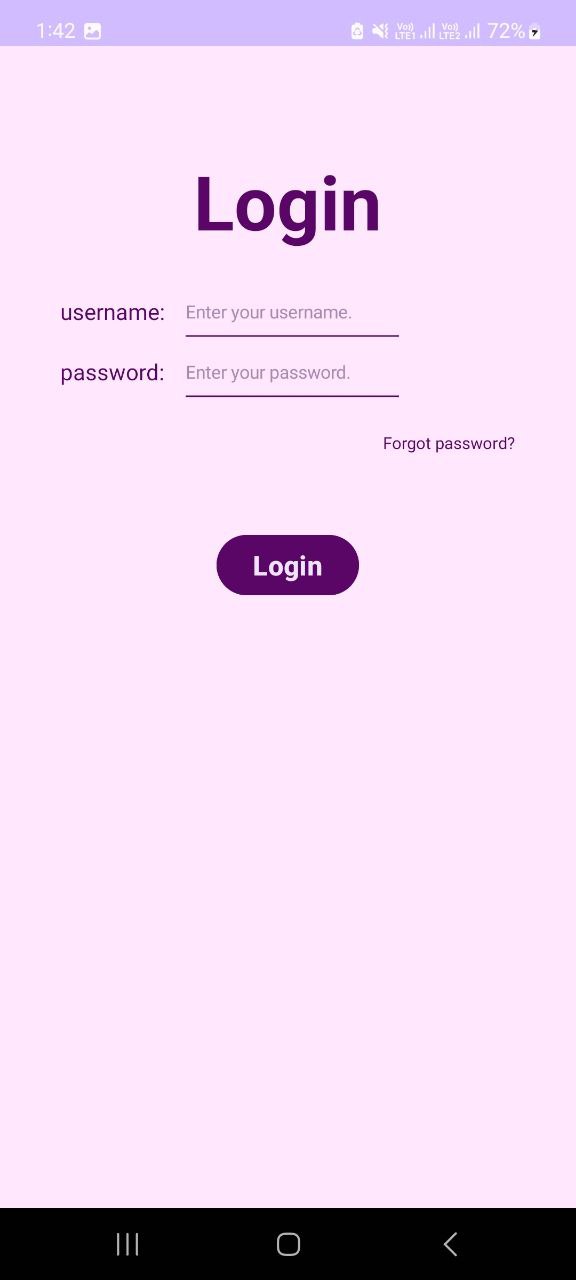 1:42 Vo)) LTE1 Vo)) LTE2 72%
Login
username: Enter your username.
password: Enter your password.
Forgot password?
Login